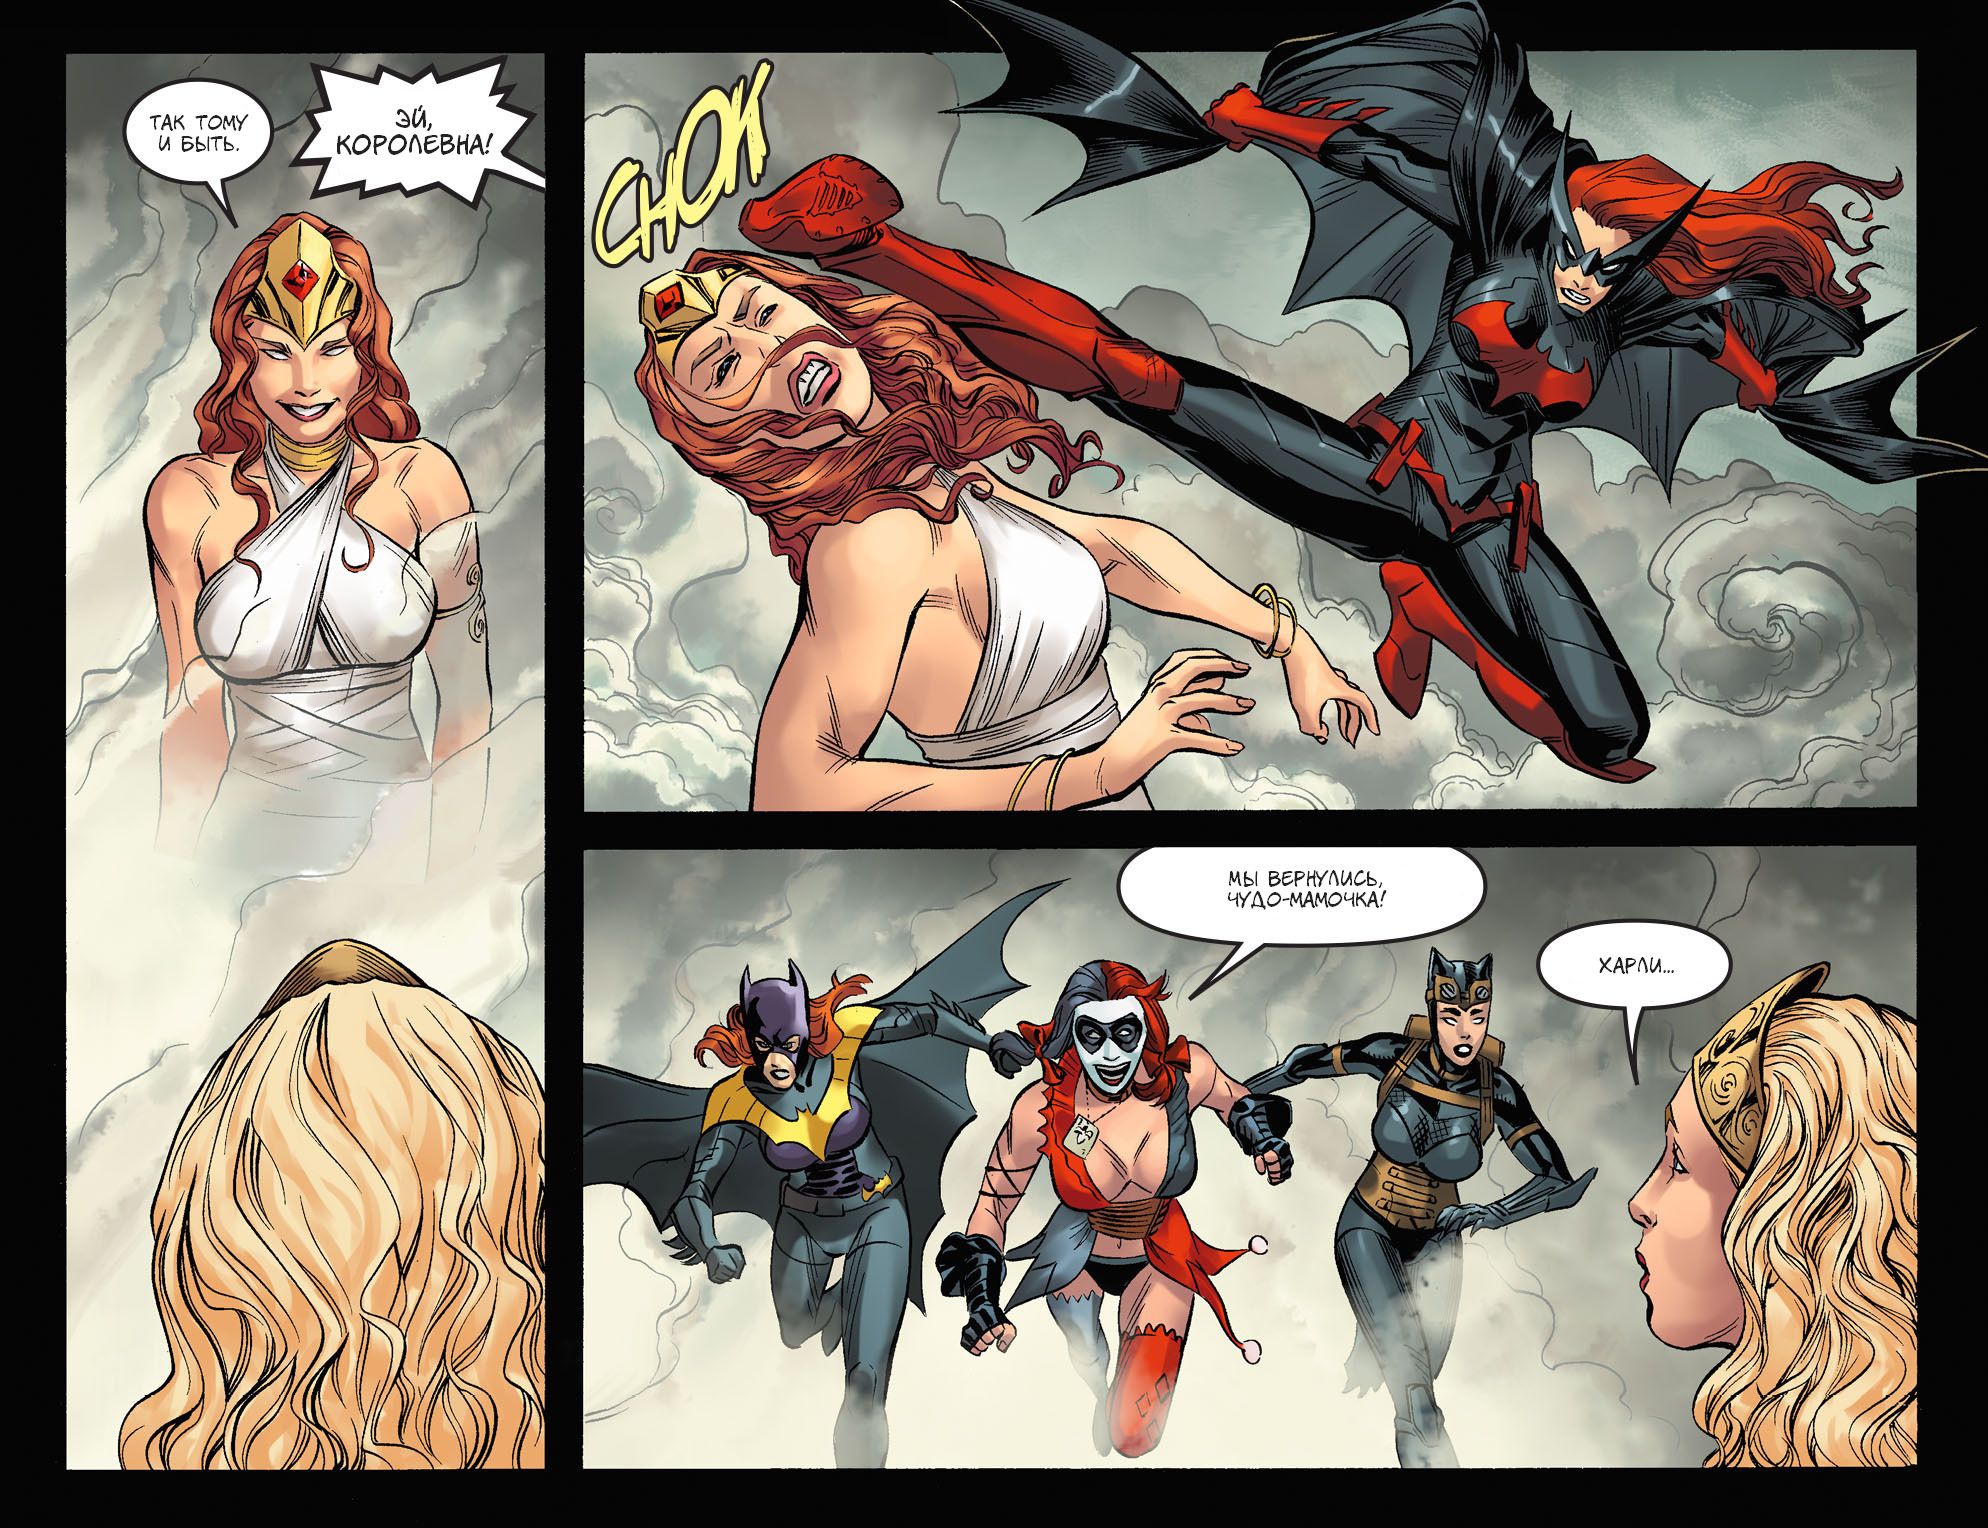 ТАК ТОМУ
И БЫТЬ.
ЭЙ,
КОРОЛЕВНА!
CHOK
МЫ ВЕРНУЛИСЬ,
ЧУДО-МАМОЧКА!
ХАРЛИ...